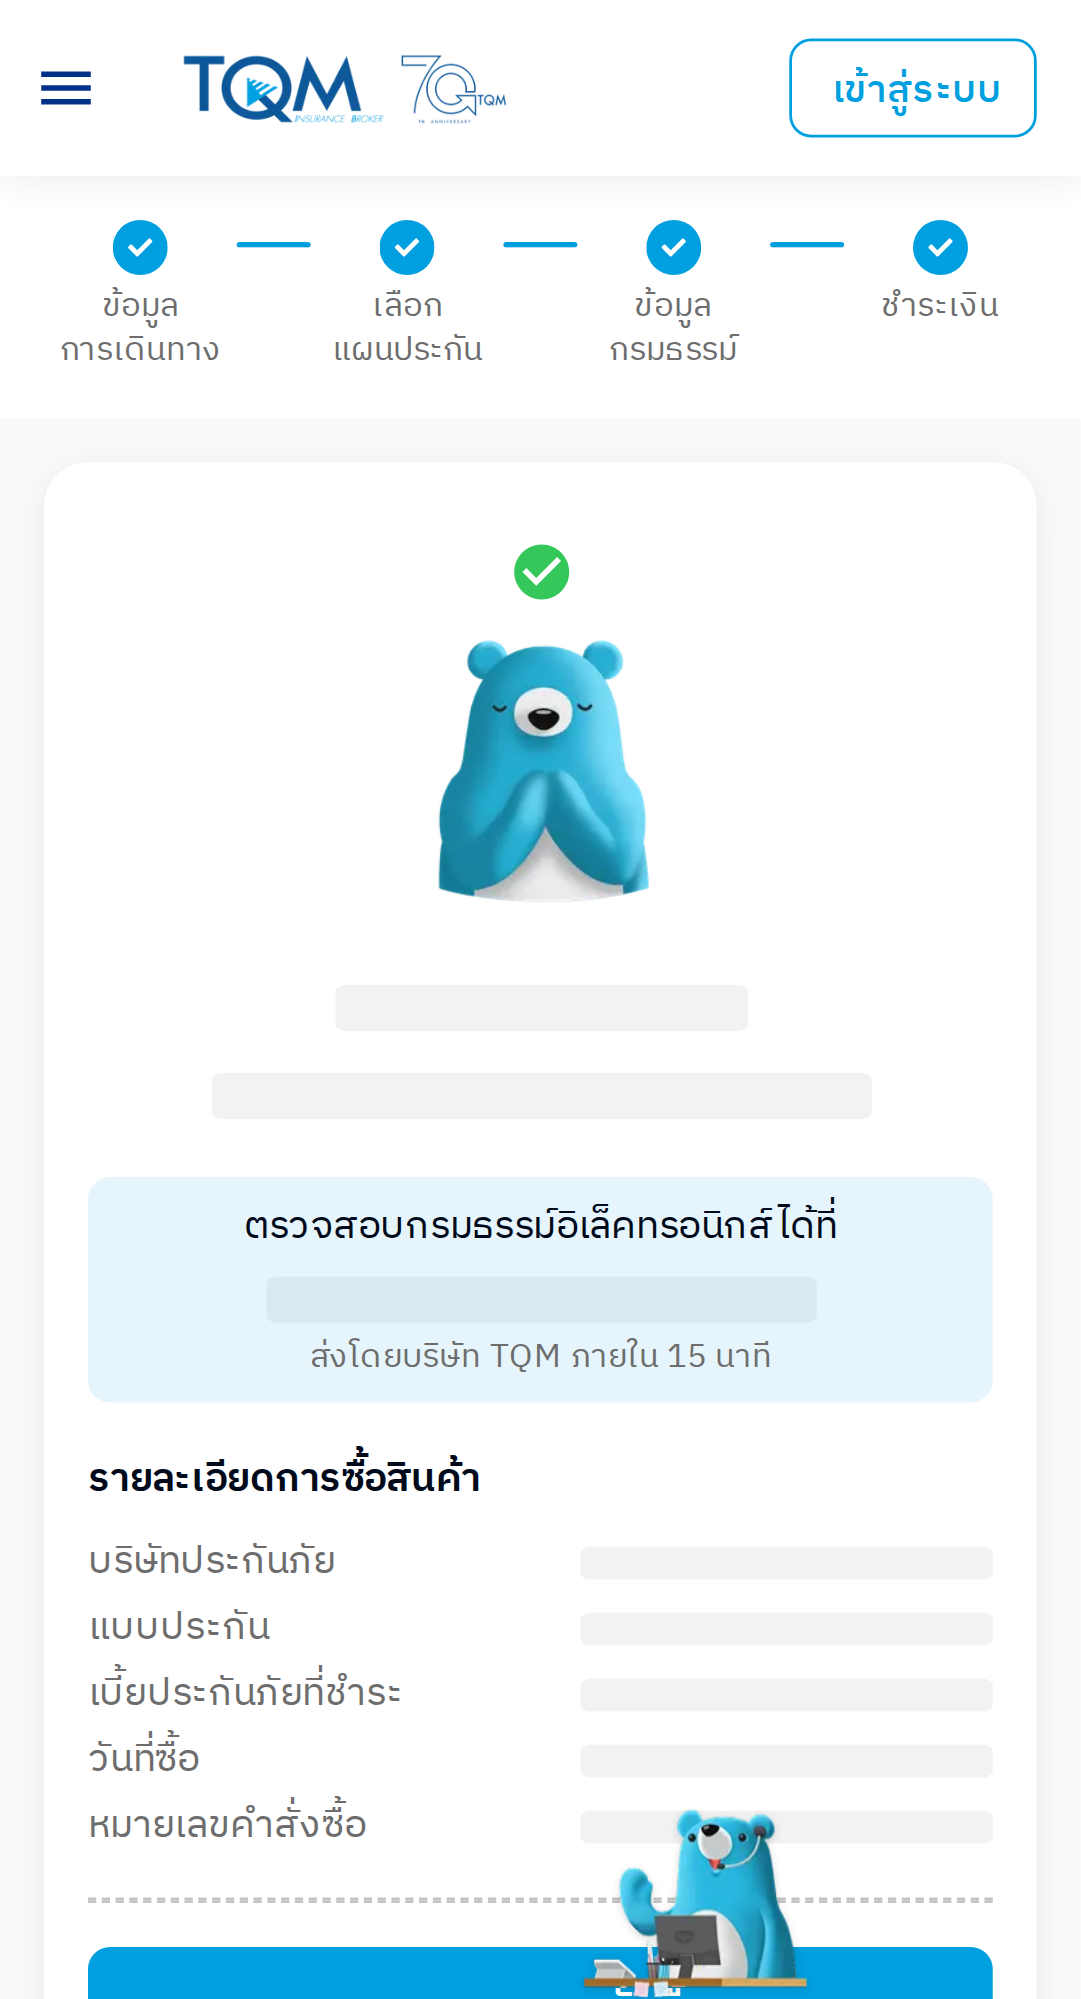 TQM
INSURANCE BROKER
70 TQM
TH ANNIVERSARY
เข้าสู่ระบบ
ข้อมูล
การเดินทาง
เลือก
แผนประกัน
ข้อมูล
กรมธรรม์
ชำระเงิน
ตรวจสอบกรมธรรม์อิเล็คทรอนิกส์ ได้ที่
ส่งโดยบริษัท TQM ภายใน 15 นาที
รายละเอียดการซื้อสินค้า
บริษัทประกันภัย
แบบประกัน
เบี้ยประกันภัยที่ชำระ
วันที่ซื้อ
หมายเลขคำสั่งซื้อ